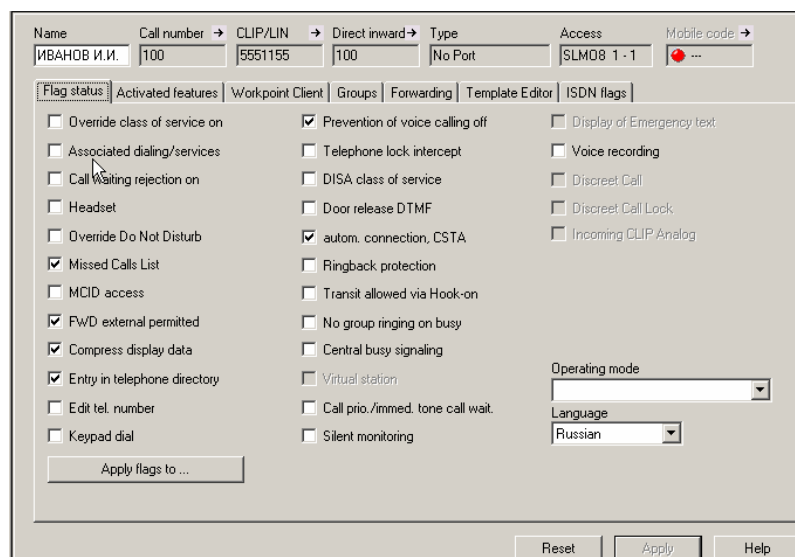 Name Call number CLIP/LIN Direct inward Type Access Mobile code
ИВАНОВ И.И. 100 5551155 100 No Port SLMO8 1 - 1 ---
Flag status Activated features Workpoint Client Groups Forwarding Template Editor ISDN flags
Override class of service on Prevention of voice calling off Display of Emergency text
Associated dialing/services Telephone lock intercept Voice recording
Call waiting rejection on DISA class of service Discreet Call
Headset Door release DTMF Discreet Call Lock
Override Do Not Disturb autom. connection, CSTA Incoming CLIP Analog
Missed Calls List Ringback protection
MCID access Transit allowed via Hook-on
FWD external permitted No group ringing on busy
Compress display data Central busy signaling
Operating mode
Entry in telephone directory Virtual station
Edit tel. number Call prio./immed. tone call wait. Language
Keypad dial Silent monitoring Russian
Apply flags to ...
Reset Apply Help